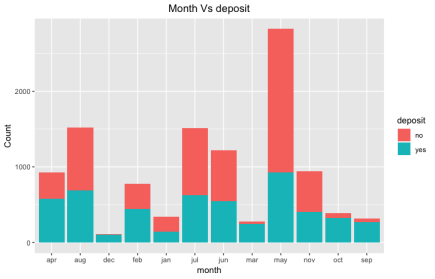 Month Vs deposit
Count
2000
1000
0
apr aug dec feb jan jul jun mar may nov oct sep
month
deposit
no
yes